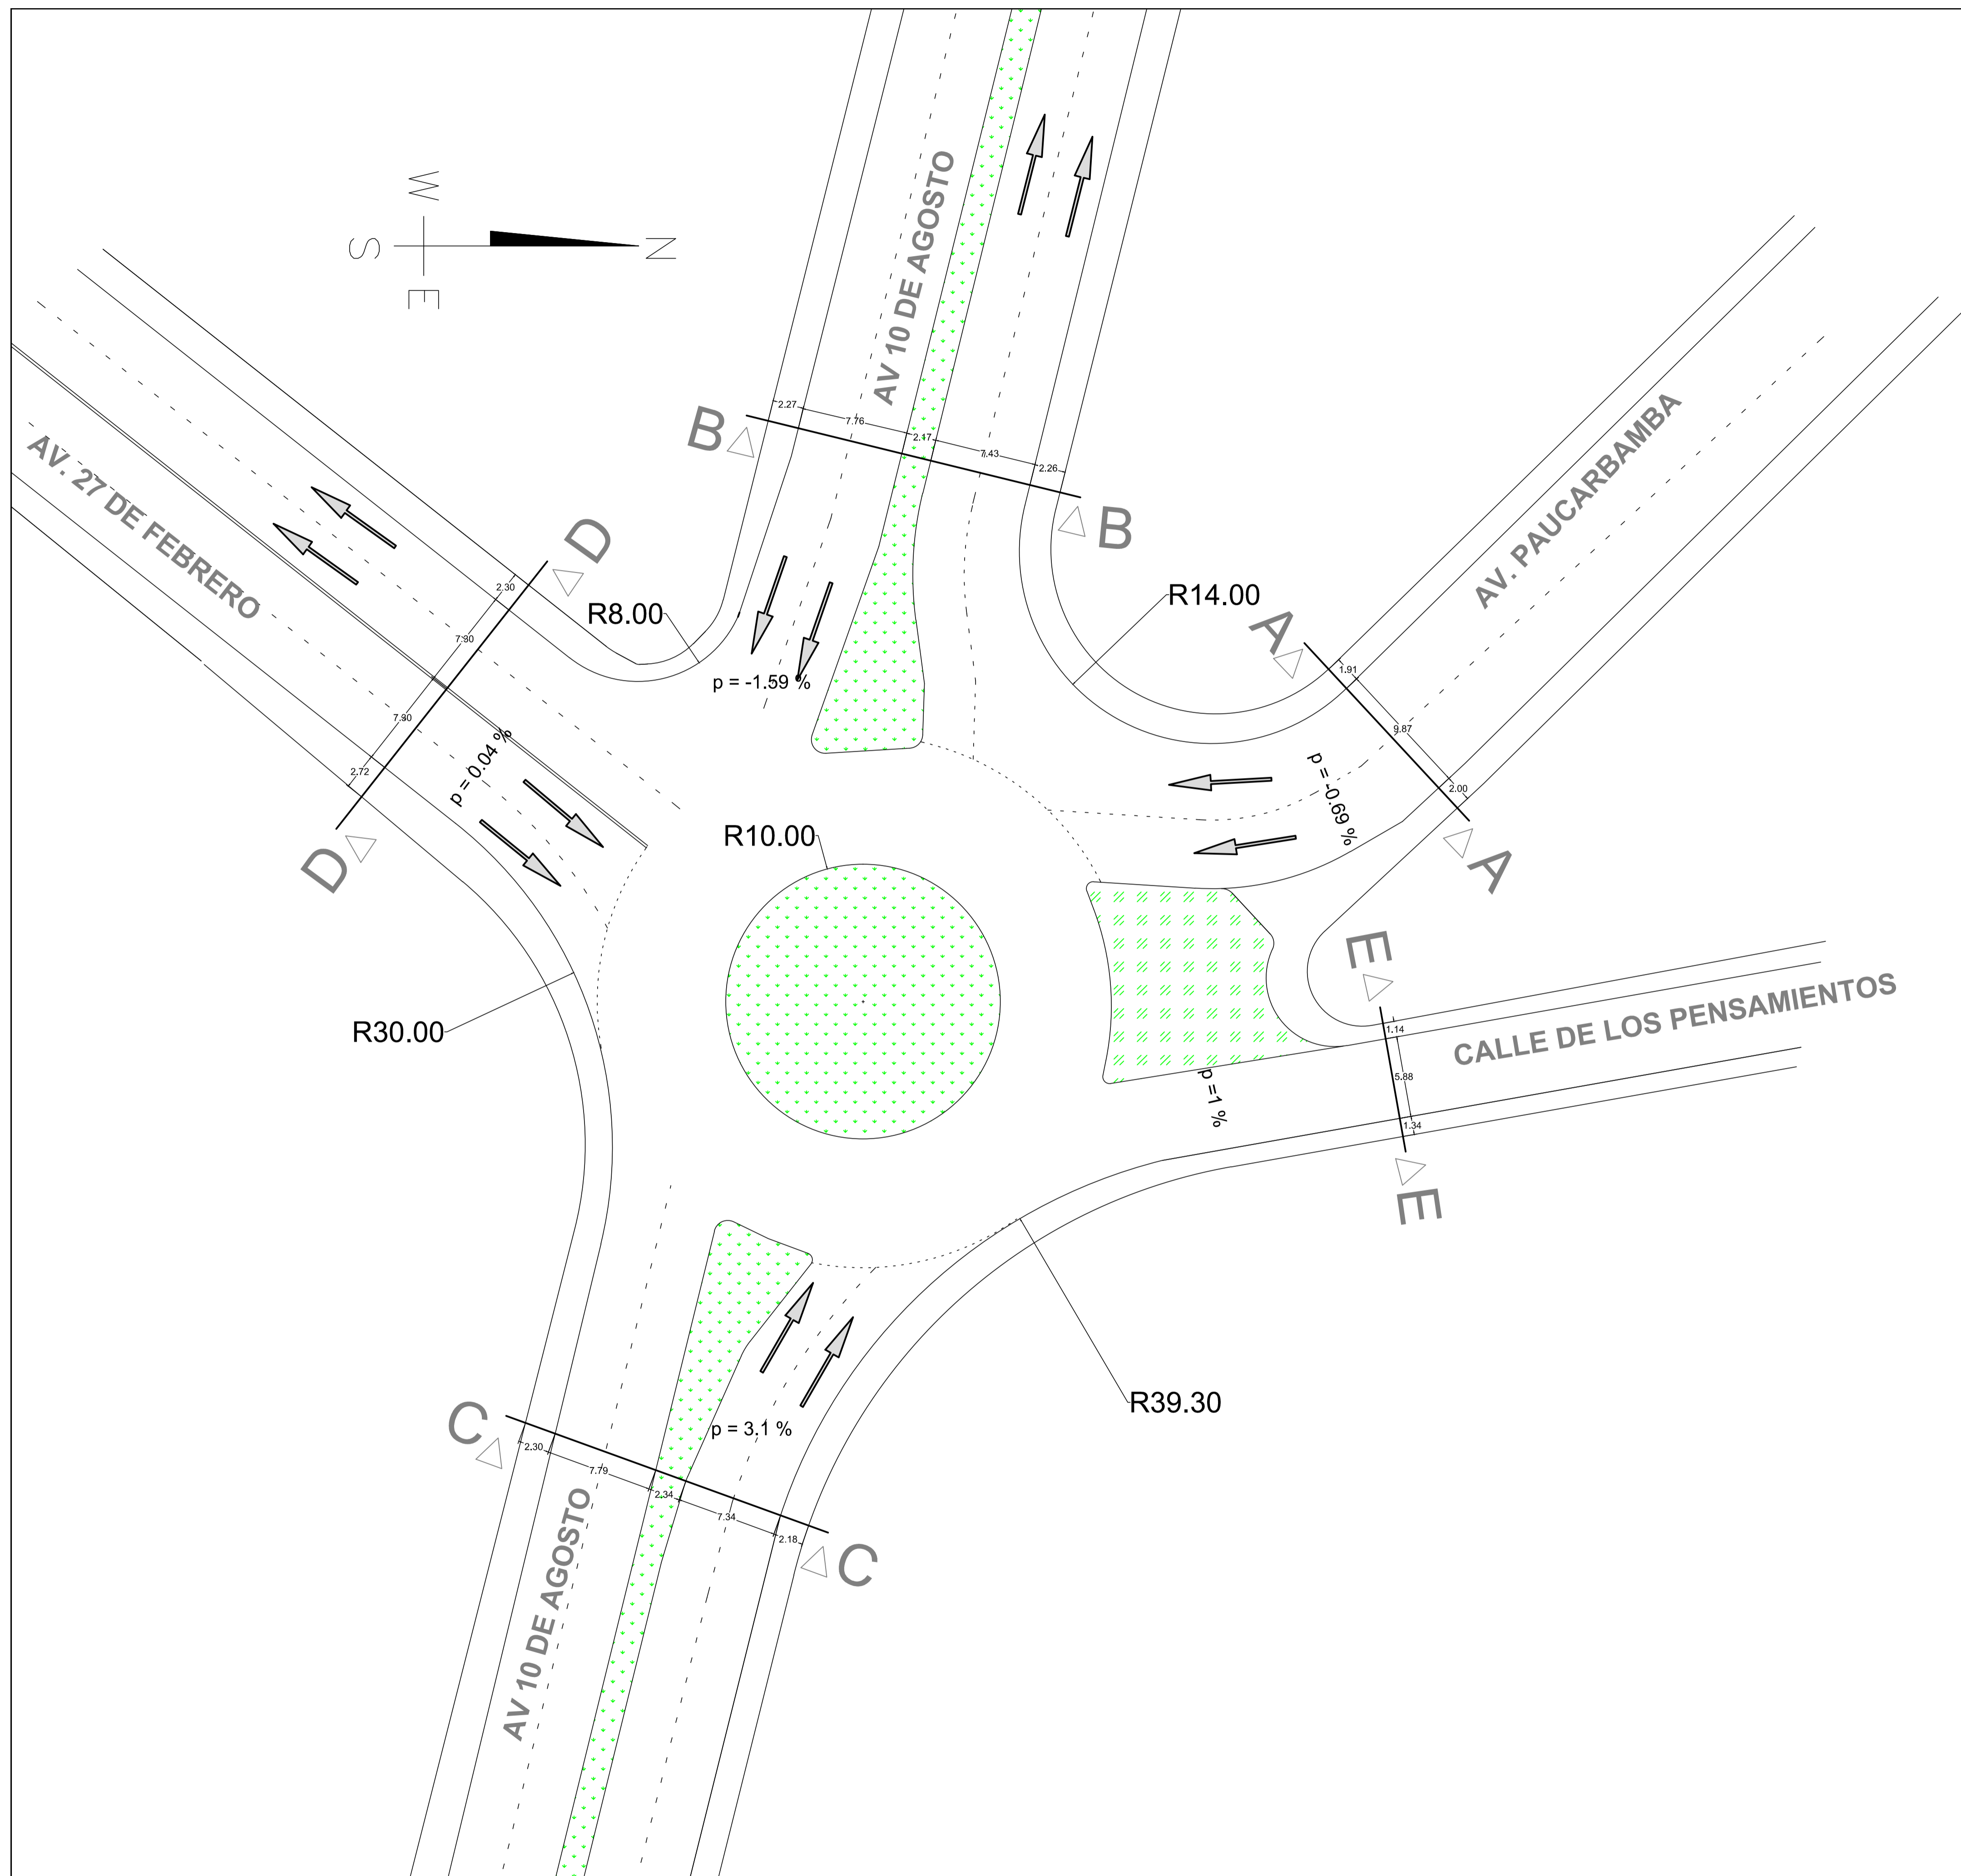 W
S
N
E
AV 10 DE AGOSTO
AV. PAUCARBAMBA
AV. 27 DE FEBRERO
B
2.27
7.76
2.17
7.43
2.26
B
D
2.30
7.30
7.30
2.72
D
R8.00
R14.00
A
1.91
9.87
2.00
A
p = -1.59 %
p = 0.04 %
p = -0.69 %
R10.00
E
1.14
5.88
1.34
E
CALLE DE LOS PENSAMIENTOS
R30.00
p =1 %
R39.30
C
2.30
7.79
2.34
7.34
2.18
C
p = 3.1 %
AV 10 DE AGOSTO